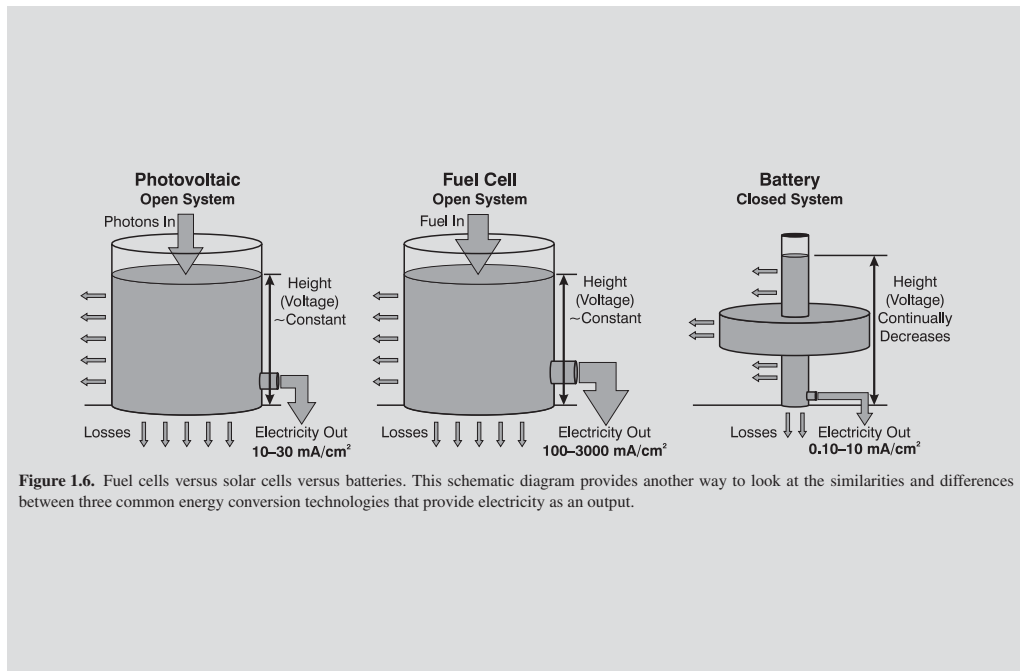 Photovoltaic
Open System
Photons In
Height
(Voltage)
~Constant
Losses
Electricity Out
10–30 mA/cm²
Fuel Cell
Open System
Fuel In
Height
(Voltage)
~Constant
Losses
Electricity Out
100–3000 mA/cm²
Battery
Closed System
Height
(Voltage)
Continually
Decreases
Losses
Electricity Out
0.10–10 mA/cm²
Figure 1.6. Fuel cells versus solar cells versus batteries. This schematic diagram provides another way to look at the similarities and differences
between three common energy conversion technologies that provide electricity as an output.